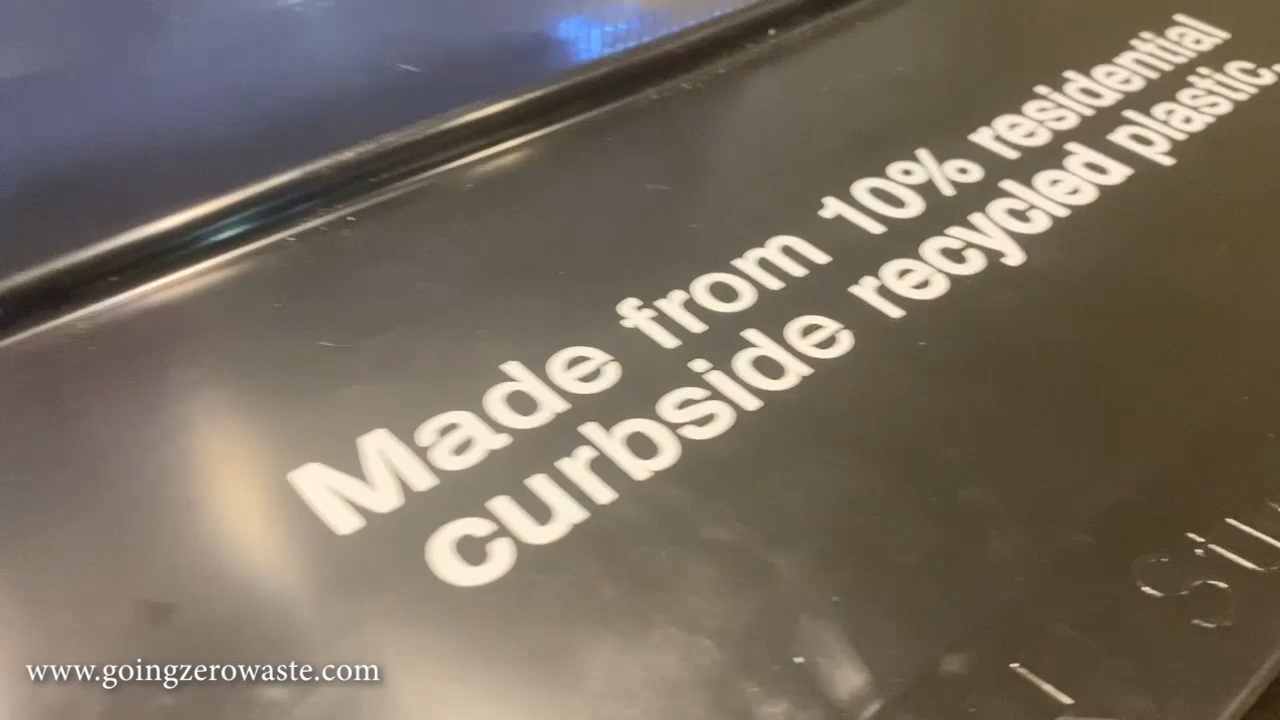 Made from 10% residential
curbside recycled plastic.
www.goingzerowaste.com